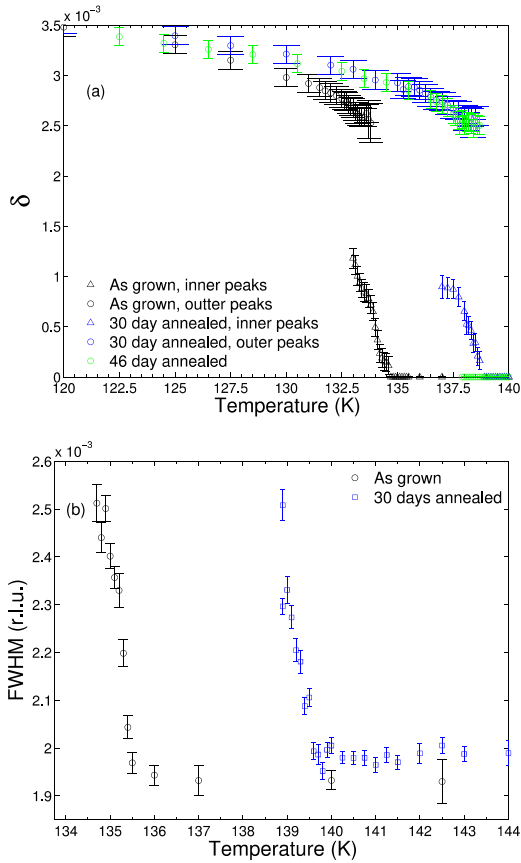 × 10⁻³
3.5
3
2.5
2
1.5
1
0.5
0
(a)
δ
As grown, inner peaks
As grown, outter peaks
30 day annealed, inner peaks
30 day annealed, outer peaks
46 day annealed
120 122.5 125 127.5 130 132.5 135 137.5 140
Temperature (K)
x 10⁻³
2.6
2.5
2.4
2.3
2.2
2.1
2
1.9
(b)
FWHM (r.l.u.)
As grown
30 days annealed
134 135 136 137 138 139 140 141 142 143 144
Temperature (K)